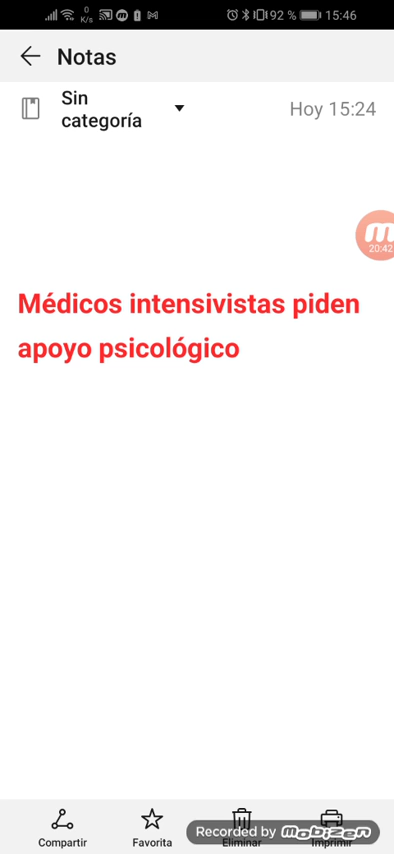 0
K/s
92 %
15:46
Notas
Sin
categoría
Hoy 15:24
m
20:42
Médicos intensivistas piden
apoyo psicológico
Compartir
Favorita
Eliminar
Imprimir
Recorded by mobizen